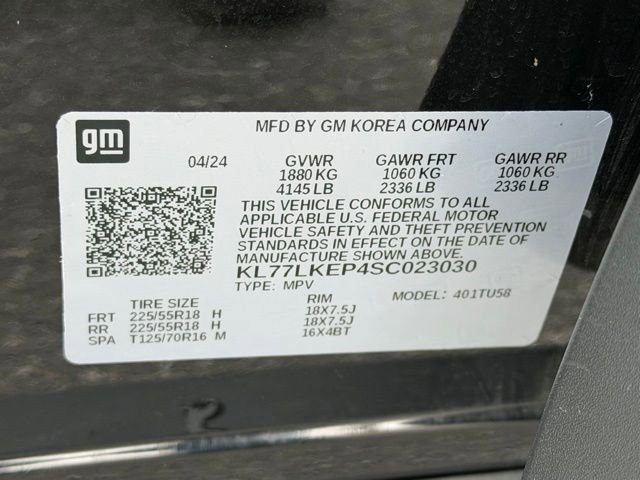 gm
MFD BY GM KOREA COMPANY
04/24 GVWR GAWR FRT GAWR RR
1880 KG 1060 KG 1060 KG
4145 LB 2336 LB 2336 LB
THIS VEHICLE CONFORMS TO ALL
APPLICABLE U.S. FEDERAL MOTOR
VEHICLE SAFETY AND THEFT PREVENTION
STANDARDS IN EFFECT ON THE DATE OF
MANUFACTURE SHOWN ABOVE.
KL77LKEP4SC023030
TYPE: MPV MODEL: 401TU58
TIRE SIZE RIM
FRT 225/55R18 H 18X7.5J
RR 225/55R18 H 18X7.5J
SPA T125/70R16 M 16X4BT